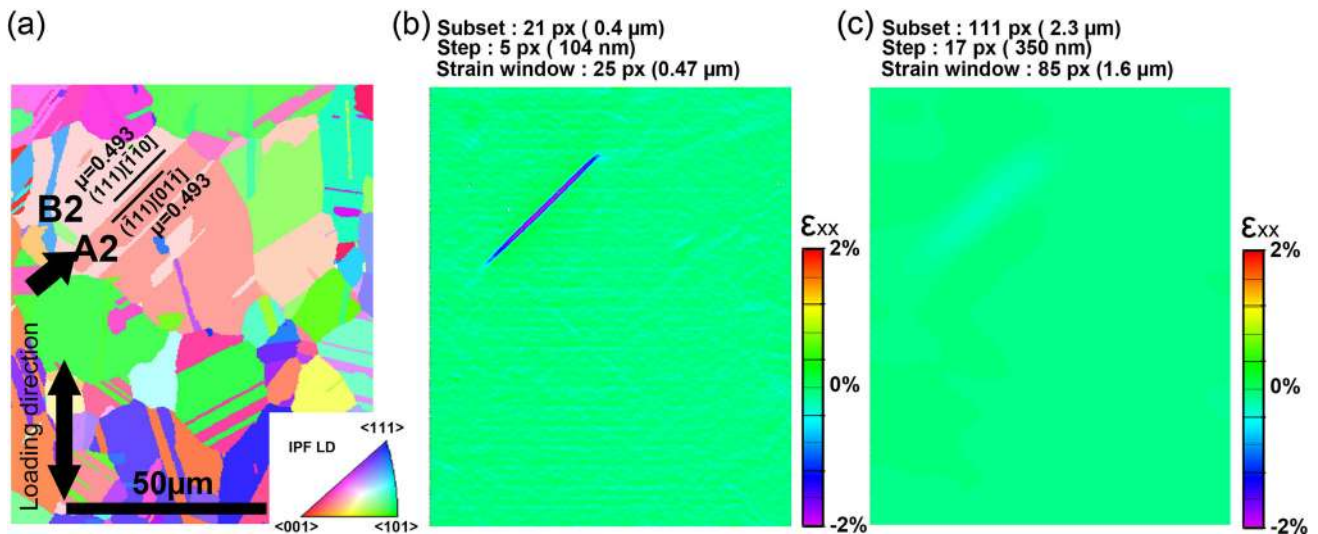 (a)
μ=0.493
(111)[1̄10]
(1̄11)[011̄]
μ=0.493
B2
A2
Loading direction
50μm
IPF LD
<111>
<001>
<101>
(b)
Subset : 21 px ( 0.4 μm)
Step : 5 px ( 104 nm)
Strain window : 25 px (0.47 μm)
εxx
2%
0%
-2%
(c)
Subset : 111 px ( 2.3 μm)
Step : 17 px ( 350 nm)
Strain window : 85 px (1.6 μm)
εxx
2%
0%
-2%